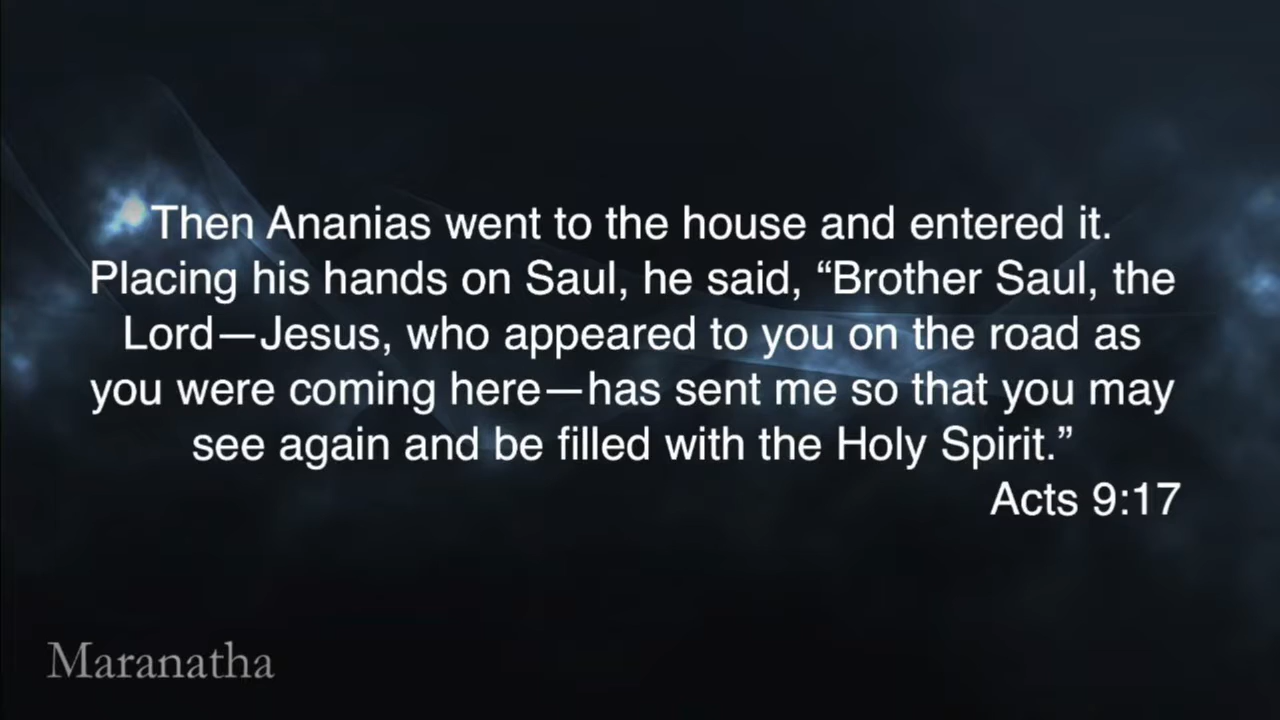 Then Ananias went to the house and entered it.
Placing his hands on Saul, he said, “Brother Saul, the
Lord—Jesus, who appeared to you on the road as
you were coming here—has sent me so that you may
see again and be filled with the Holy Spirit.”
Acts 9:17
Maranatha